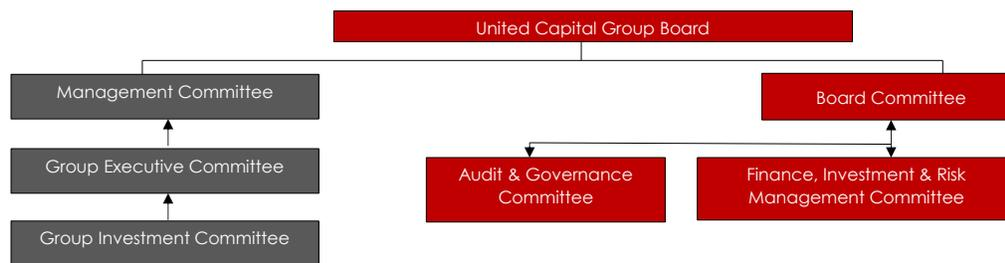 United Capital Group Board
Management Committee
Board Committee
Group Executive Committee
Audit & Governance
Committee
Finance, Investment & Risk
Management Committee
Group Investment Committee